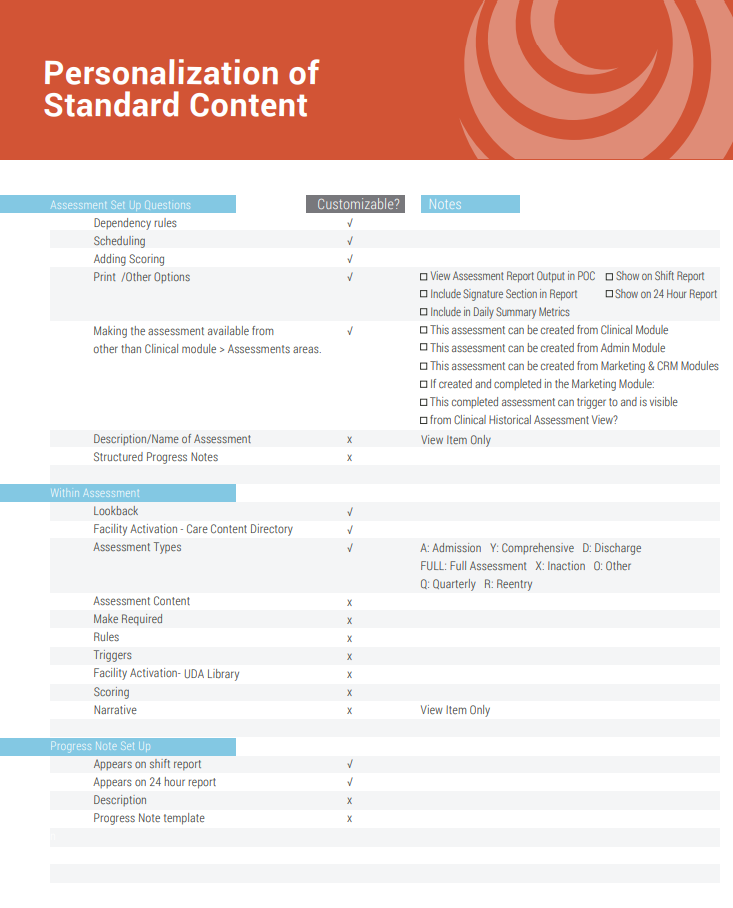 Personalization of
Standard Content
Assessment Set Up Questions Customizable? Notes
Dependency rules √
Scheduling √
Adding Scoring √
Print /Other Options √ ☐ View Assessment Report Output in POC ☐ Show on Shift Report
☐ Include Signature Section in Report ☐ Show on 24 Hour Report
☐ Include in Daily Summary Metrics
Making the assessment available from √ ☐ This assessment can be created from Clinical Module
other than Clinical module > Assessments areas. ☐ This assessment can be created from Admin Module
☐ This assessment can be created from Marketing & CRM Modules
☐ If created and completed in the Marketing Module:
☐ This completed assessment can trigger to and is visible
☐ from Clinical Historical Assessment View?
Description/Name of Assessment x View Item Only
Structured Progress Notes x
Within Assessment
Lookback √
Facility Activation - Care Content Directory √
Assessment Types √ A: Admission Y: Comprehensive D: Discharge
FULL: Full Assessment X: Inaction O: Other
Q: Quarterly R: Reentry
Assessment Content x
Make Required x
Rules x
Triggers x
Facility Activation- UDA Library x
Scoring x
Narrative x View Item Only
Progress Note Set Up
Appears on shift report √
Appears on 24 hour report √
Description x
Progress Note template x